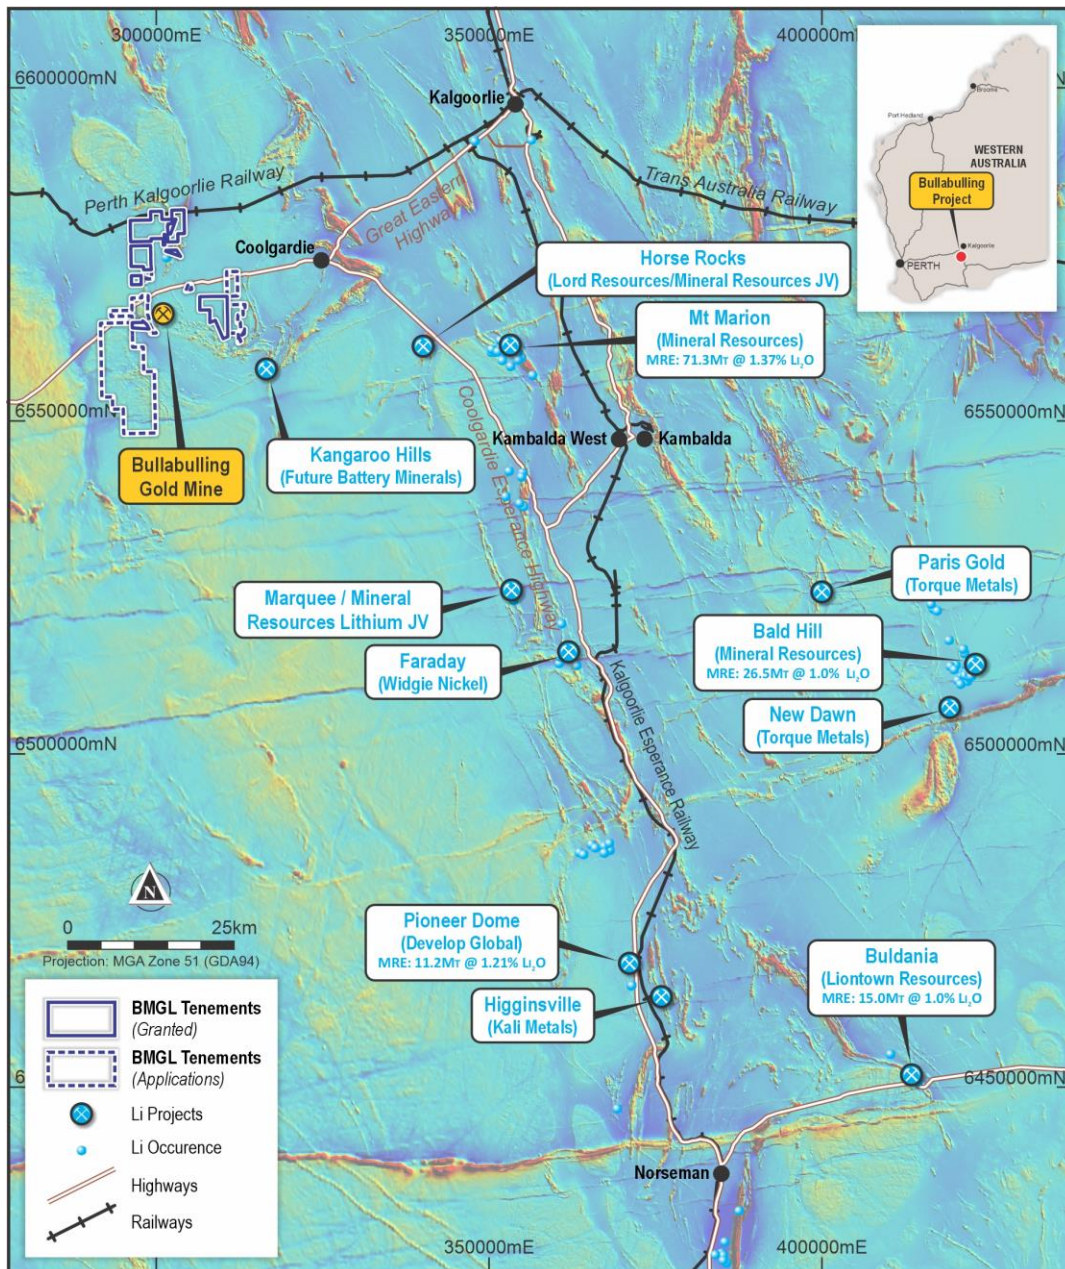 300000mE
350000mE
400000mE
6600000mN
Kalgoorlie
Broome
Port Hedland
WESTERN
AUSTRALIA
Bullabulling
Project
Kalgoorlie
PERTH
Perth Kalgoorlie Railway
Trans Australia Railway
Great Eastern
Highway
Coolgardie
Horse Rocks
(Lord Resources/Mineral Resources JV)
Mt Marion
(Mineral Resources)
MRE: 71.3MT @ 1.37% Li₂O
6550000mN
6550000mN
Coolgardie Esperance Highway
Kambalda West
Kambalda
Bullabulling
Gold Mine
Kangaroo Hills
(Future Battery Minerals)
Paris Gold
(Torque Metals)
Marquee / Mineral
Resources Lithium JV
Bald Hill
(Mineral Resources)
MRE: 26.5MT @ 1.0% Li₂O
Faraday
(Widgie Nickel)
New Dawn
(Torque Metals)
Kalgoorlie Esperance Railway
6500000mN
6500000mN
N
0
25km
Projection: MGA Zone 51 (GDA94)
Pioneer Dome
(Develop Global)
MRE: 11.2MT @ 1.21% Li₂O
Buldania
(Liontown Resources)
MRE: 15.0MT @ 1.0% Li₂O
Higginsville
(Kali Metals)
BMGL Tenements
(Granted)
BMGL Tenements
(Applications)
Li Projects
Li Occurence
Highways
Railways
6450000mN
Norseman
350000mE
400000mE